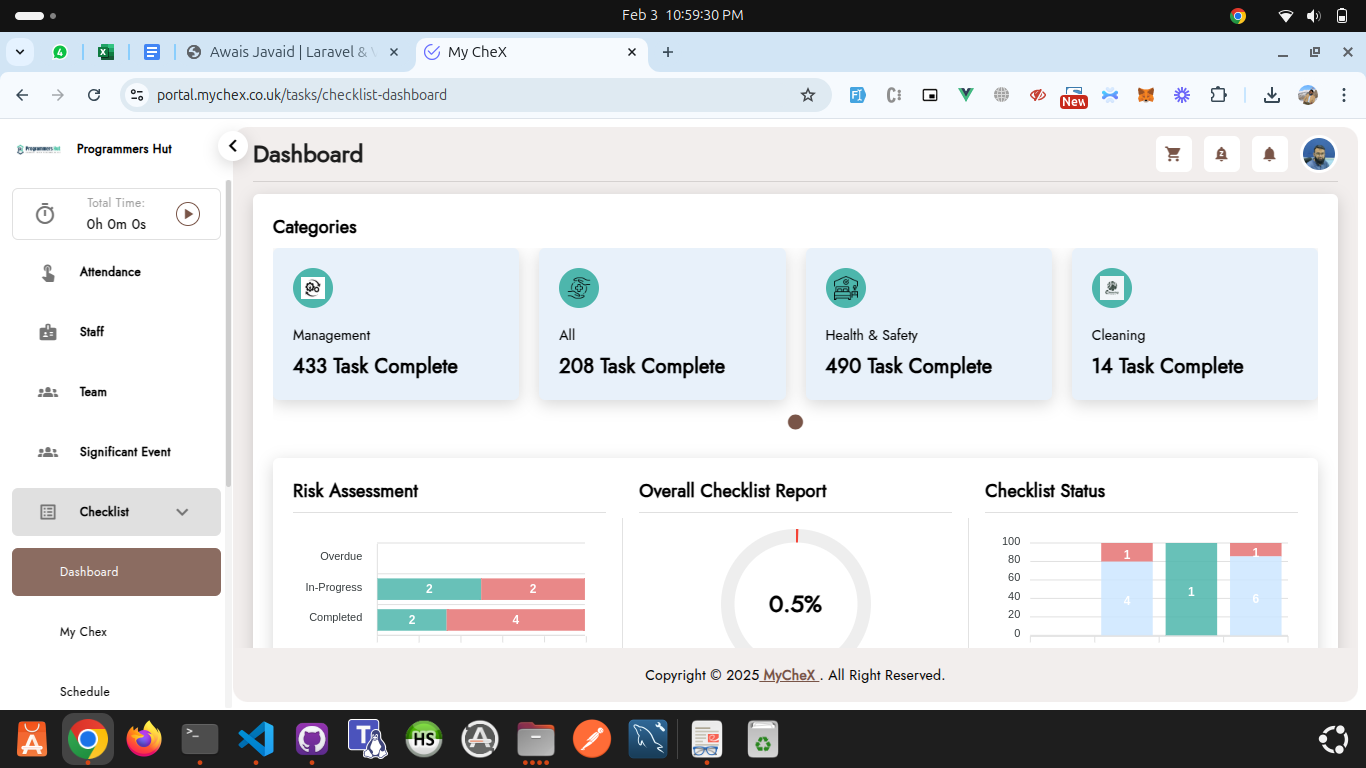 Feb 3 10:59:30 PM
4
Awais Javaid | Laravel &
My CheX
portal.mychex.co.uk/tasks/checklist-dashboard
New
Programmers Hut
Dashboard
Total Time:
0h 0m 0s
Attendance
Staff
Team
Significant Event
Checklist
Dashboard
My Chex
Schedule
Categories
Management
433 Task Complete
All
208 Task Complete
Health & Safety
490 Task Complete
Cleaning
14 Task Complete
Risk Assessment
Overdue
In-Progress
2 2
Completed
2 4
Overall Checklist Report
0.5%
Checklist Status
100
80
60
40
20
0
1 1
4 1 6
Copyright © 2025 MyCheX . All Right Reserved.
HS